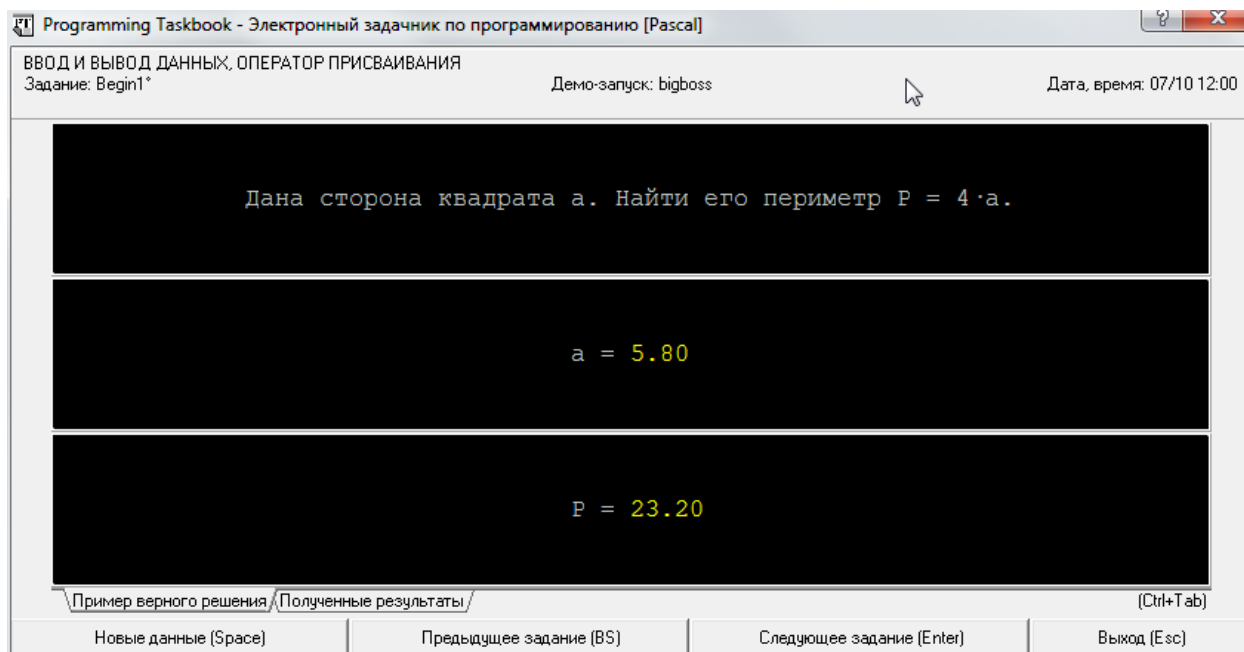 Programming Taskbook - Электронный задачник по программированию [Pascal]
ВВОД И ВЫВОД ДАННЫХ, ОПЕРАТОР ПРИСВАИВАНИЯ
Задание: Begin1° Демо-запуск: bigboss Дата, время: 07/10 12:00
Дана сторона квадрата a. Найти его периметр P = 4·a.
a = 5.80
P = 23.20
Пример верного решения Полученные результаты (Ctrl+Tab)
Новые данные (Space) Предыдущее задание (BS) Следующее задание (Enter) Выход (Esc)